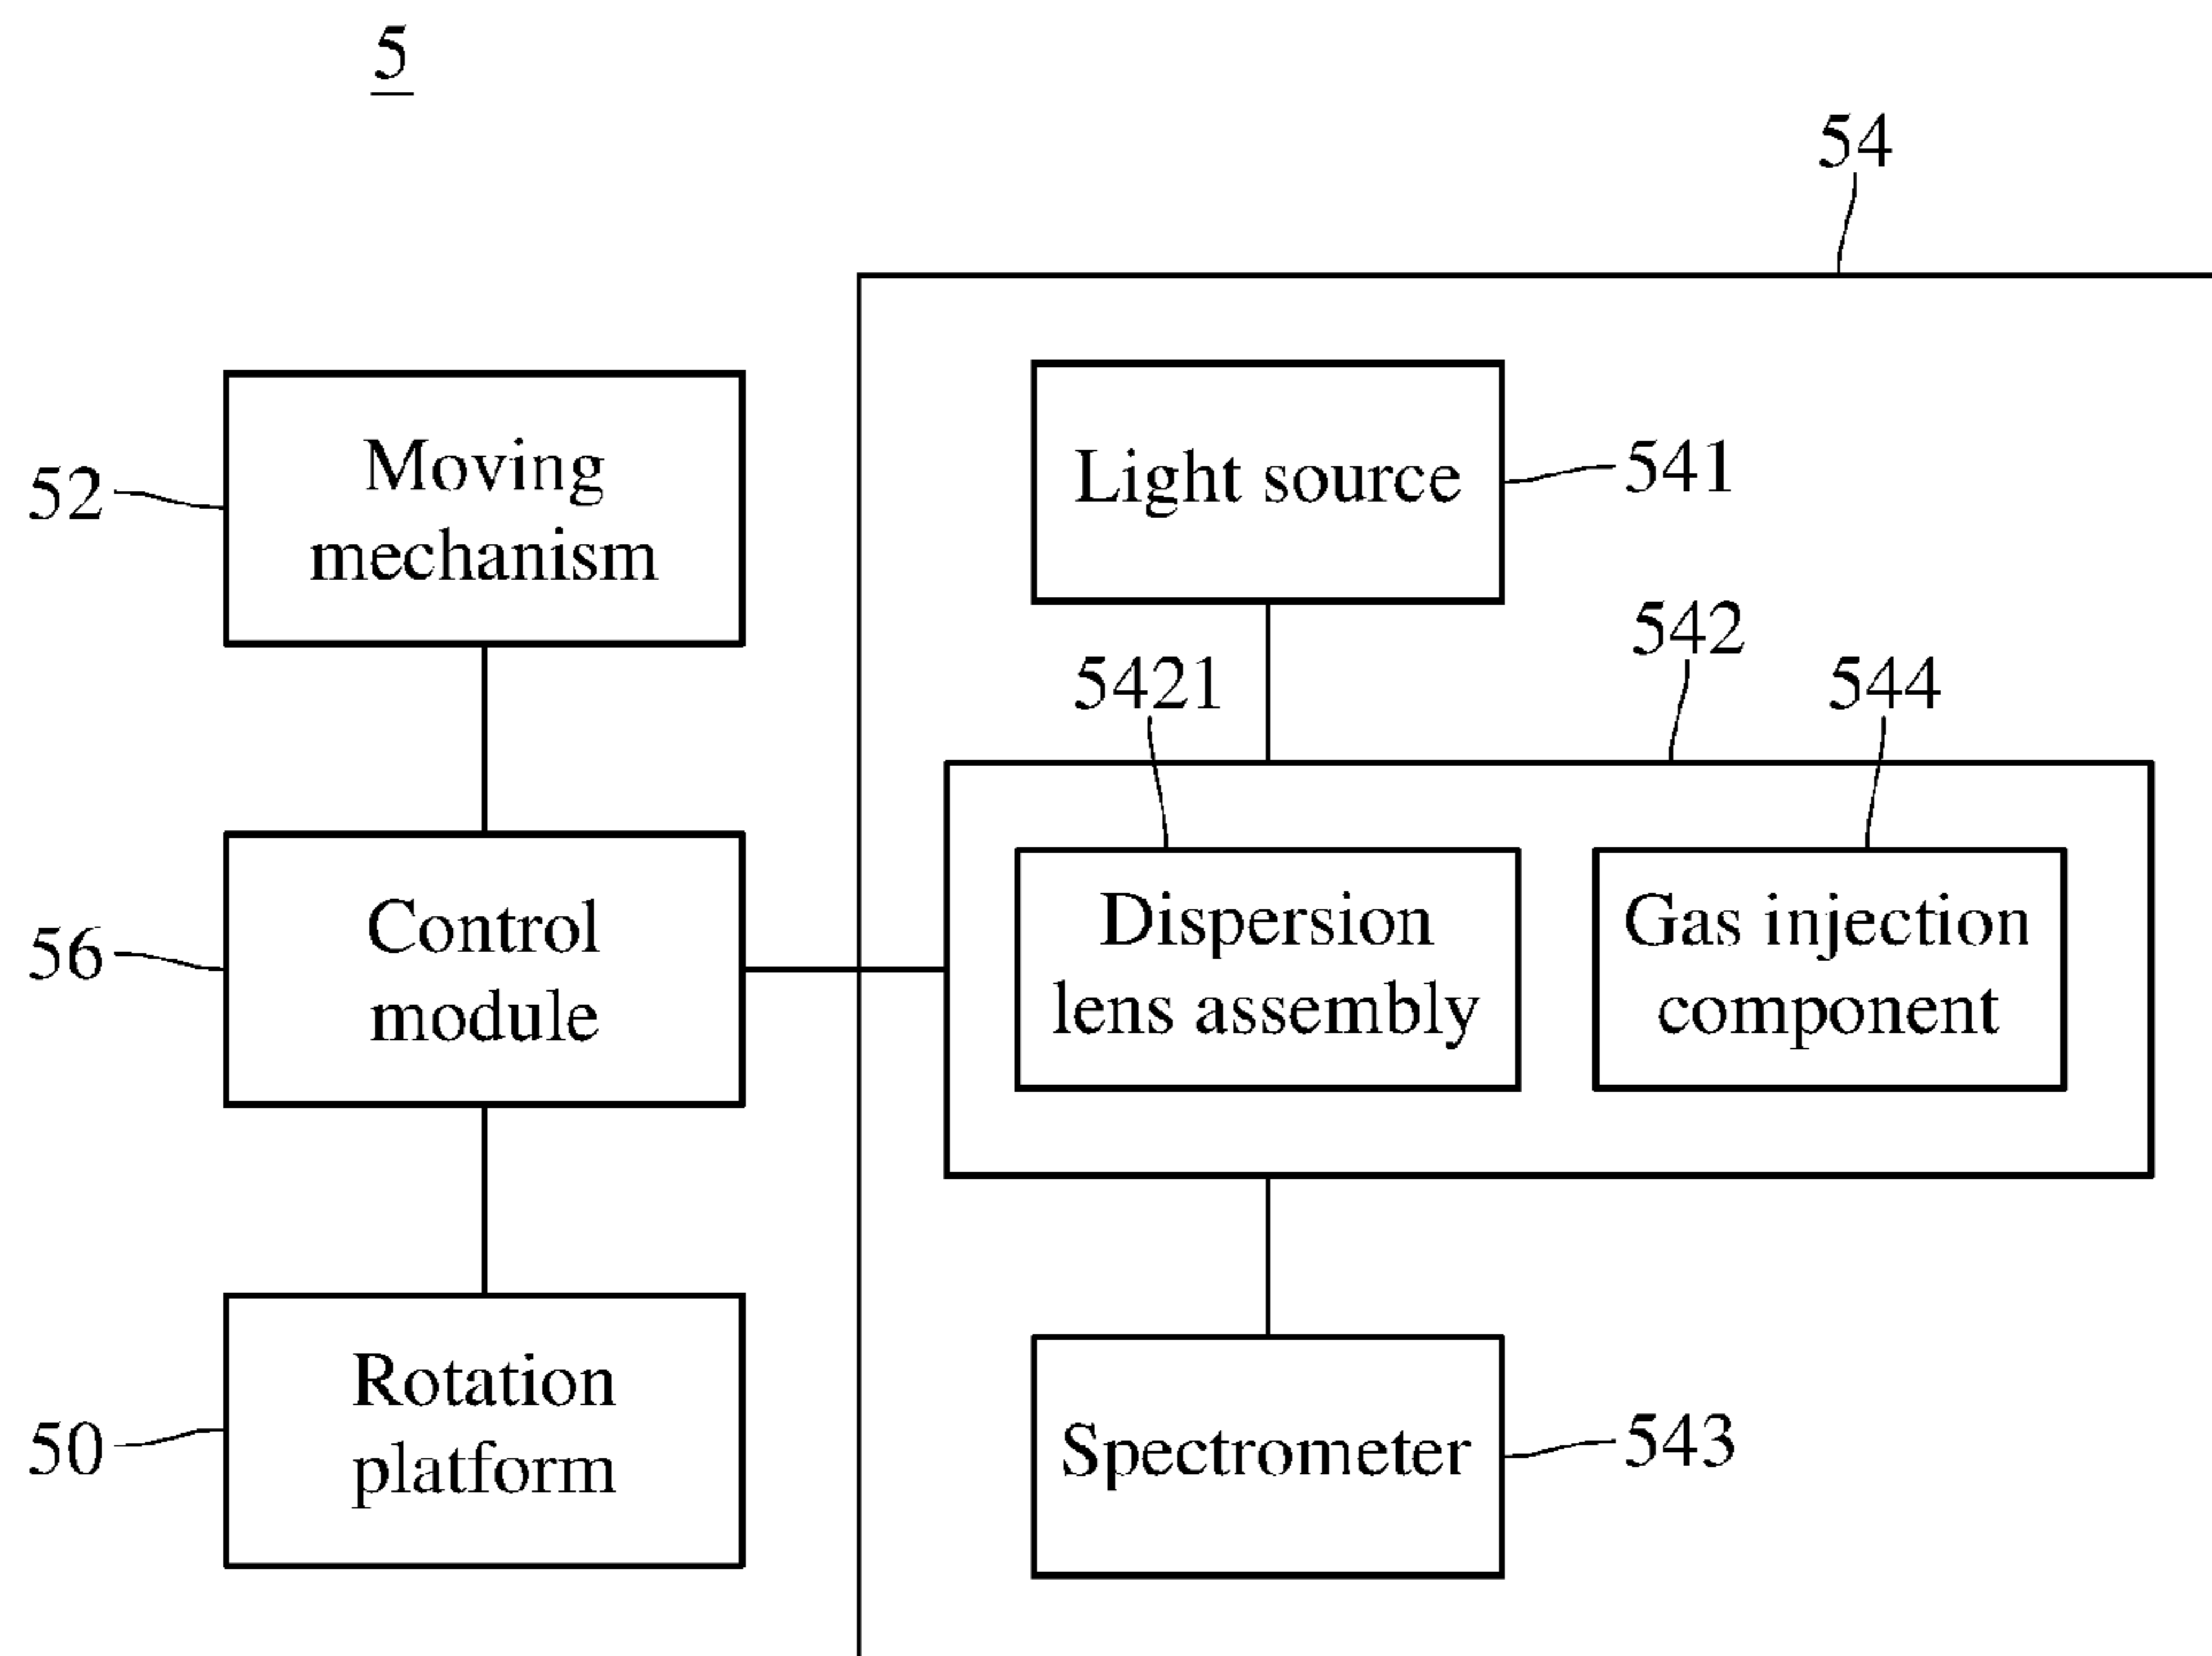 5
54
Moving
mechanism
52
Light source
541
542
5421
544
Control
module
56
Dispersion
lens assembly
Gas injection
component
Rotation
platform
50
Spectrometer
543